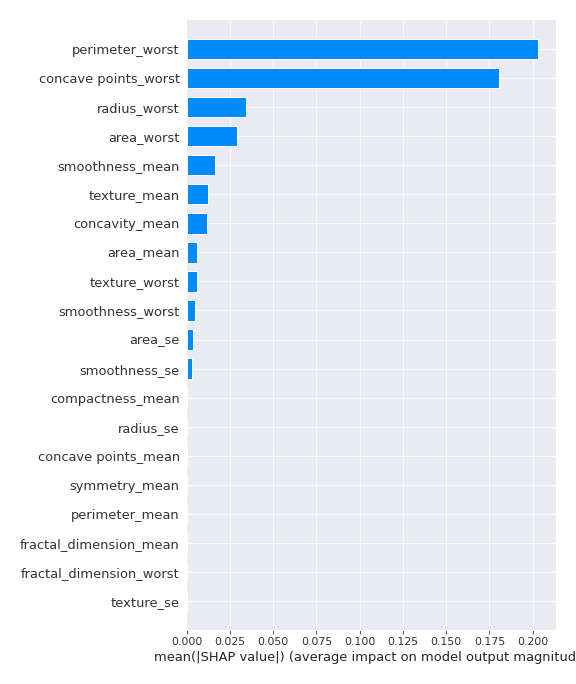 perimeter_worst
concave points_worst
radius_worst
area_worst
smoothness_mean
texture_mean
concavity_mean
area_mean
texture_worst
smoothness_worst
area_se
smoothness_se
compactness_mean
radius_se
concave points_mean
symmetry_mean
perimeter_mean
fractal_dimension_mean
fractal_dimension_worst
texture_se
0.000 0.025 0.050 0.075 0.100 0.125 0.150 0.175 0.200
mean(|SHAP value|) (average impact on model output magnitud